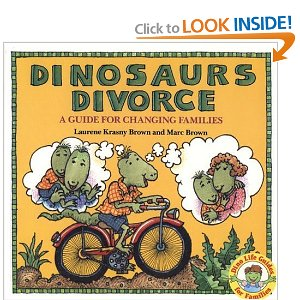 Click to LOOK INSIDE!
DINOSAURS
DIVORCE
A GUIDE FOR CHANGING FAMILIES
Laurene Krasny Brown and Marc Brown
Dino Life Guides
for Families